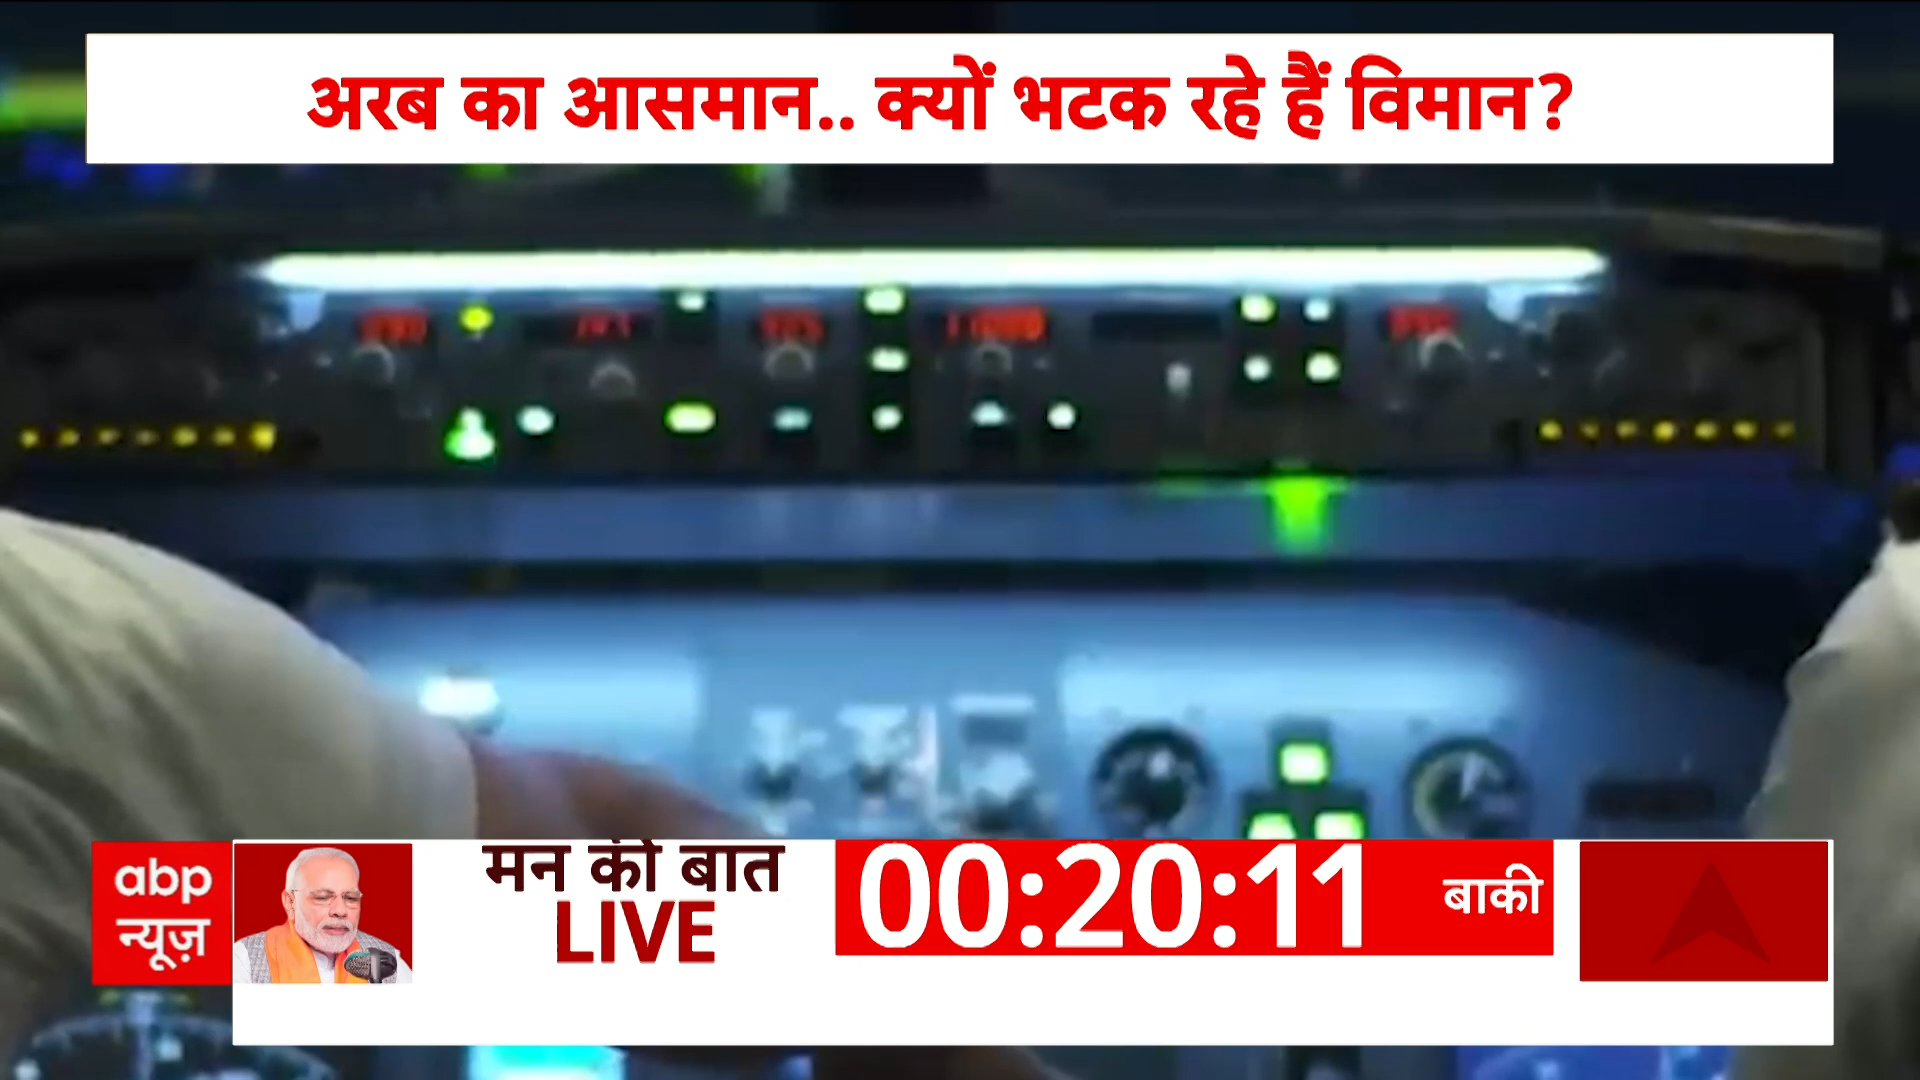 अरब का आसमान.. क्यों भटक रहे हैं विमान?
abp
न्यूज़
मन की बात
LIVE
00:20:11 बाकी